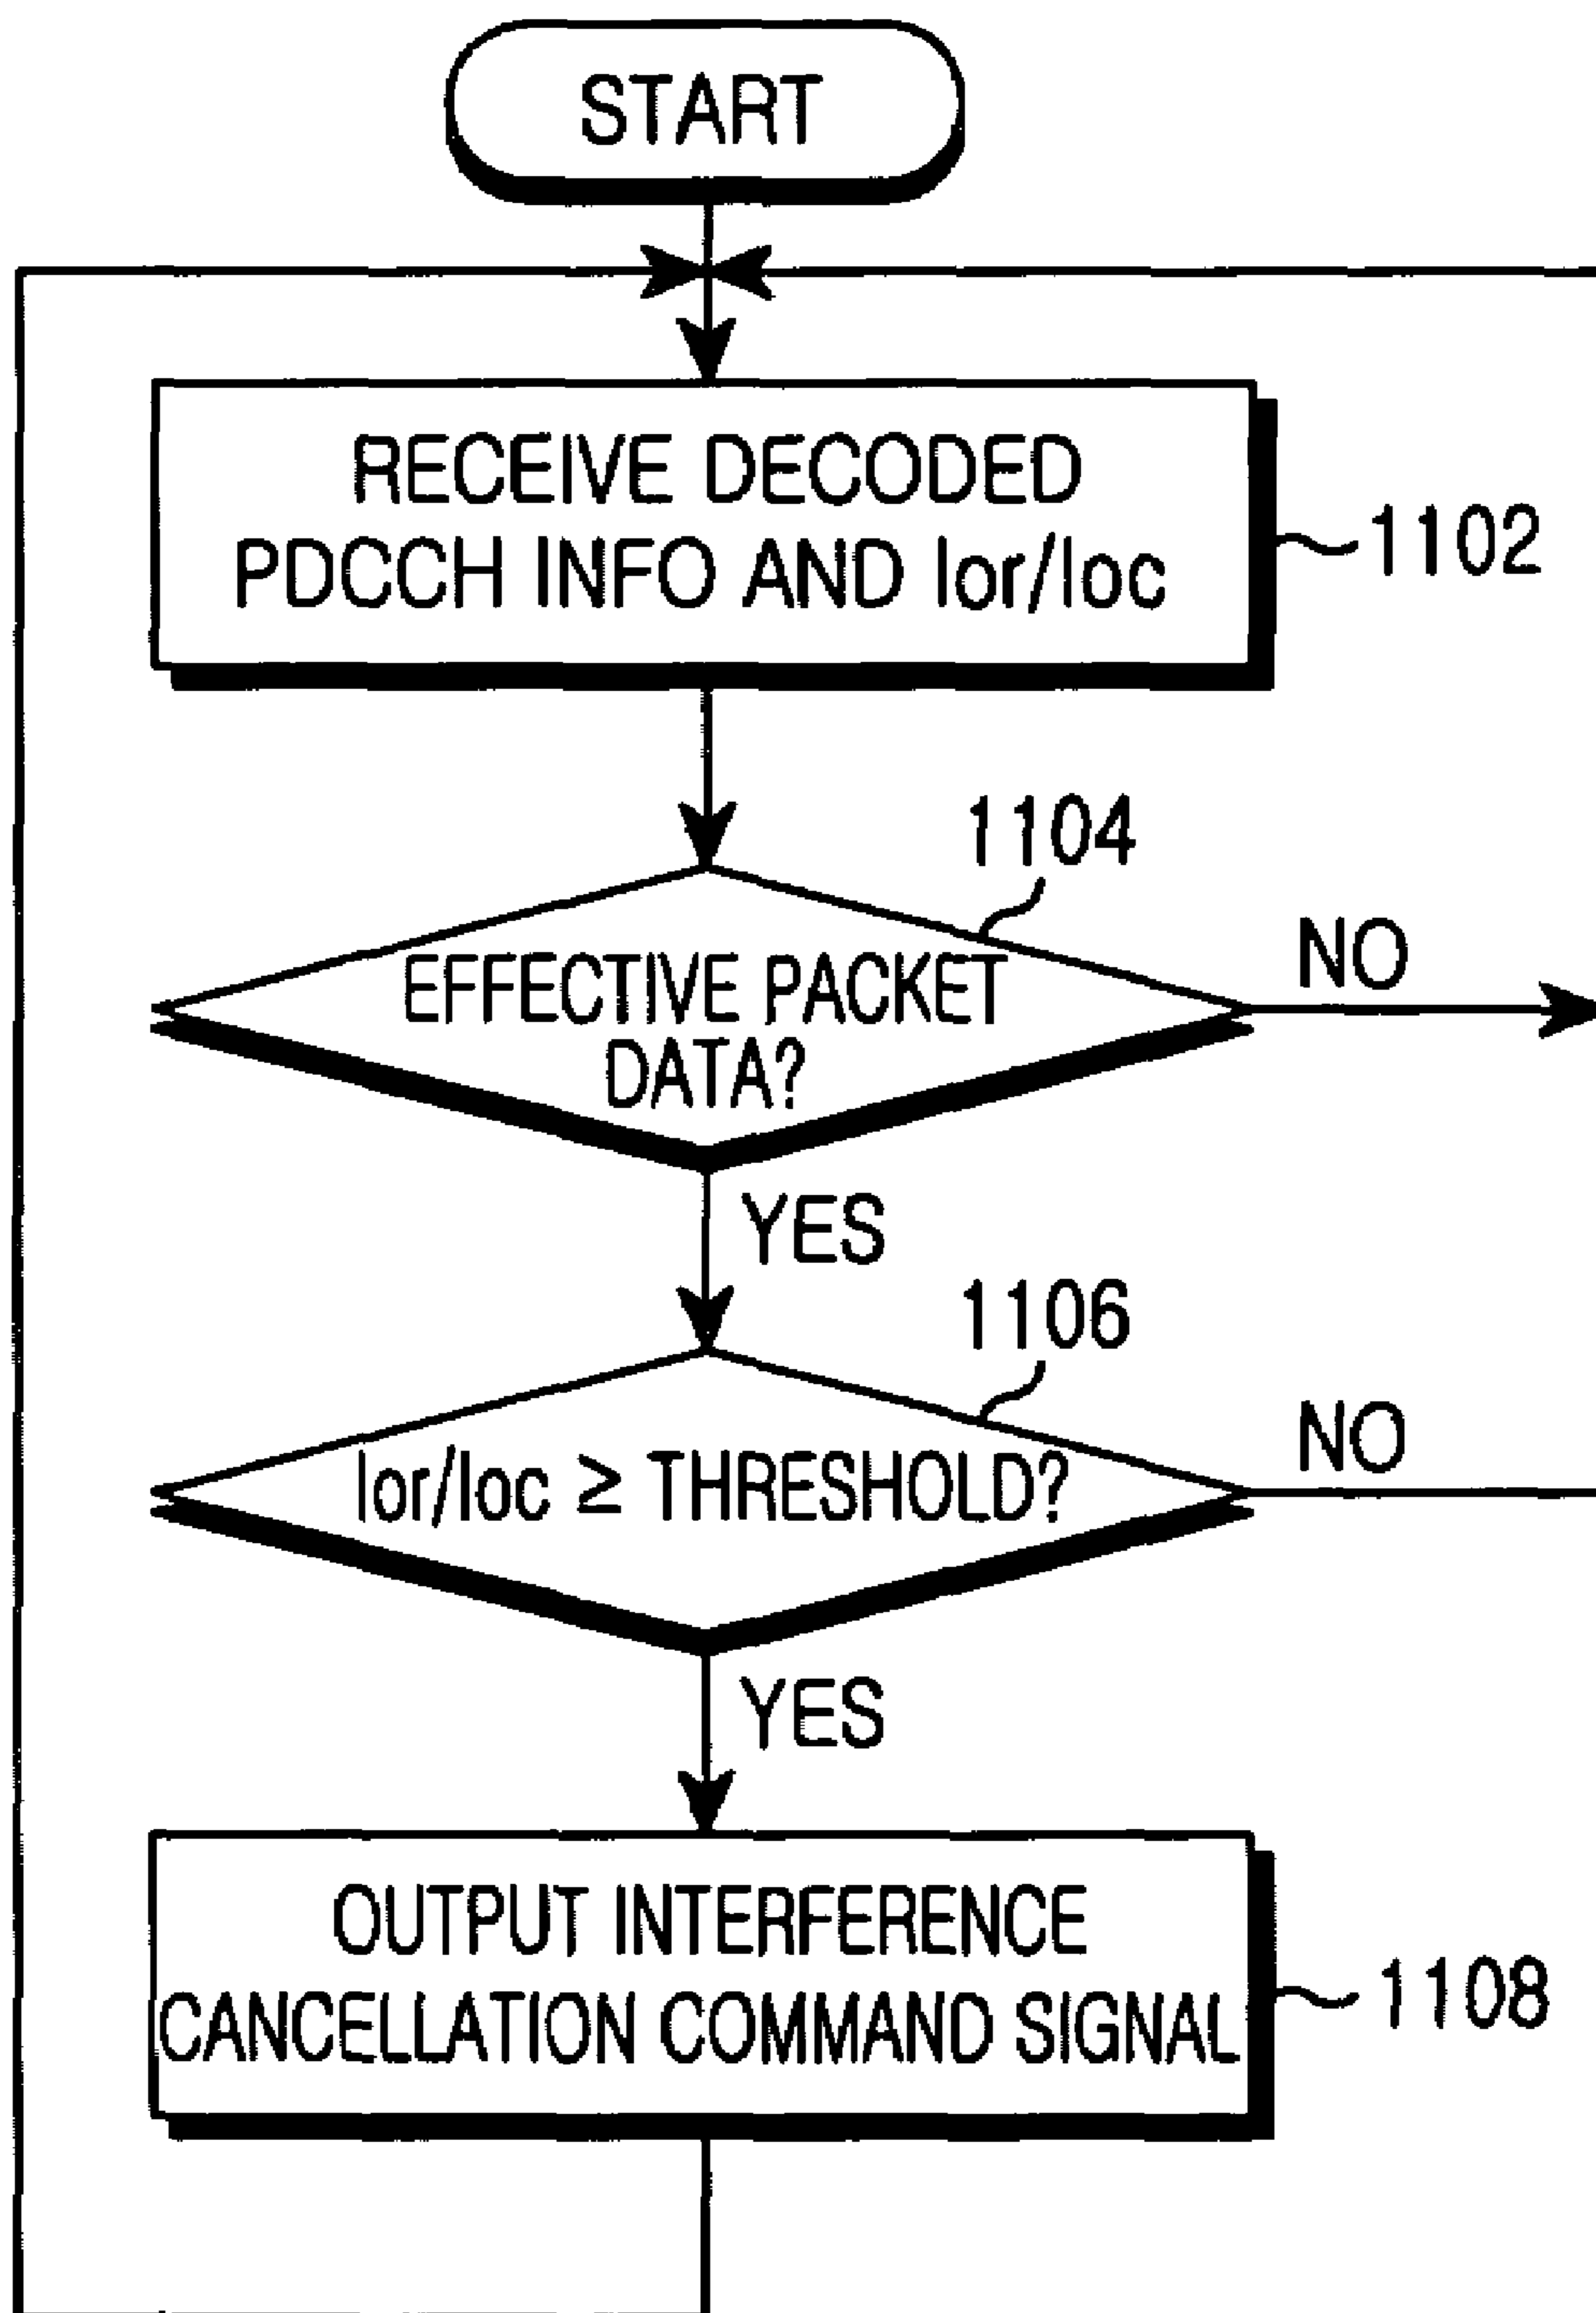 START
RECEIVE DECODED
PDCCH INFO AND Ior/Ioc
1102
1104
EFFECTIVE PACKET
DATA?
NO
YES
1106
Ior/Ioc ≥ THRESHOLD?
NO
YES
OUTPUT INTERFERENCE
CANCELLATION COMMAND SIGNAL
1108